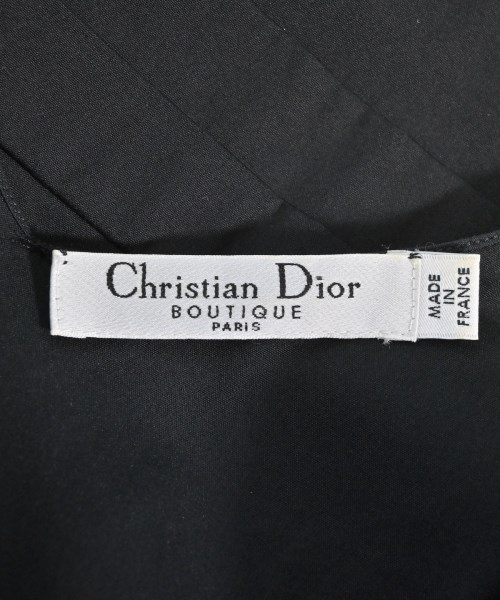 Christian Dior
BOUTIQUE
PARIS
MADE
IN
FRANCE